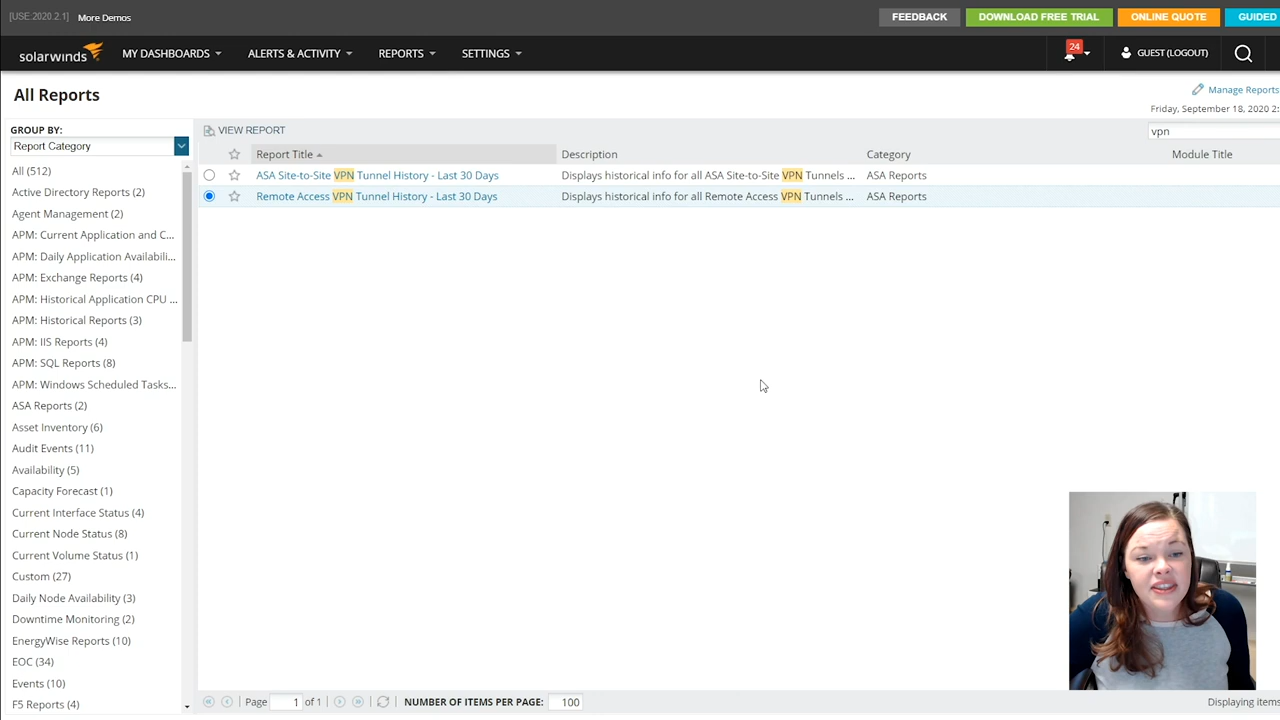 [USE:2020.2.1] More Demos FEEDBACK DOWNLOAD FREE TRIAL ONLINE QUOTE GUIDED
solarwinds MY DASHBOARDS ALERTS & ACTIVITY REPORTS SETTINGS 24 GUEST (LOGOUT)
All Reports
Manage Reports
Friday, September 18, 2020 2:
GROUP BY:
Report Category
All (512)
Active Directory Reports (2)
Agent Management (2)
APM: Current Application and C...
APM: Daily Application Availabili...
APM: Exchange Reports (4)
APM: Historical Application CPU ...
APM: Historical Reports (3)
APM: IIS Reports (4)
APM: SQL Reports (8)
APM: Windows Scheduled Tasks...
ASA Reports (2)
Asset Inventory (6)
Audit Events (11)
Availability (5)
Capacity Forecast (1)
Current Interface Status (4)
Current Node Status (8)
Current Volume Status (1)
Custom (27)
Daily Node Availability (3)
Downtime Monitoring (2)
EnergyWise Reports (10)
EOC (34)
Events (10)
F5 Reports (4)
VIEW REPORT
vpn
Report Title Description Category Module Title
ASA Site-to-Site VPN Tunnel History - Last 30 Days Displays historical info for all ASA Site-to-Site VPN Tunnels ... ASA Reports
Remote Access VPN Tunnel History - Last 30 Days Displays historical info for all Remote Access VPN Tunnels ... ASA Reports
Page 1 of 1 NUMBER OF ITEMS PER PAGE: 100 Displaying items